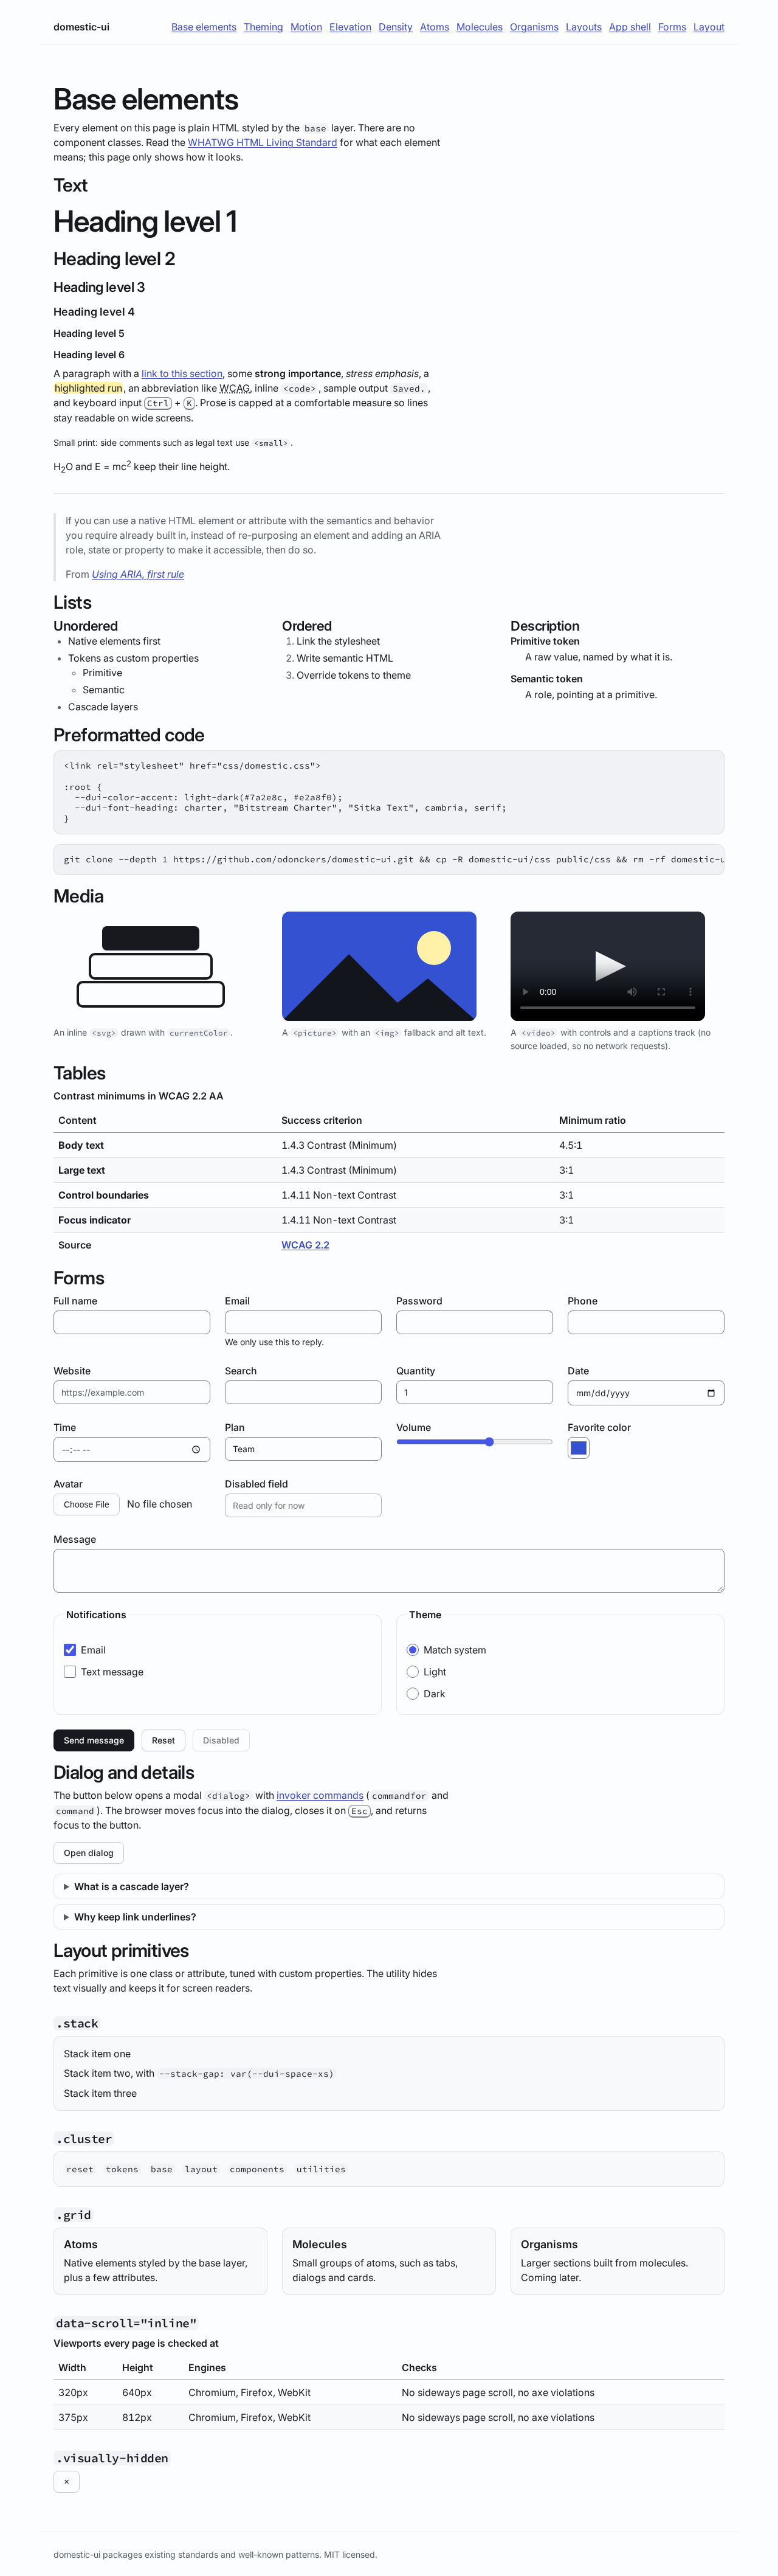 domestic-ui Base elements Theming Motion Elevation Density Atoms Molecules Organisms Layouts App shell Forms Layout
Base elements
Every element on this page is plain HTML styled by the base layer. There are no
component classes. Read the WHATWG HTML Living Standard for what each element
means; this page only shows how it looks.
Text
Heading level 1
Heading level 2
Heading level 3
Heading level 4
Heading level 5
Heading level 6
A paragraph with a link to this section, some strong importance, stress emphasis, a
highlighted run, an abbreviation like WCAG, inline <code>, sample output Saved.,
and keyboard input Ctrl + K. Prose is capped at a comfortable measure so lines
stay readable on wide screens.
Small print: side comments such as legal text use <small>.
H2O and E = mc2 keep their line height.
If you can use a native HTML element or attribute with the semantics and behavior
you require already built in, instead of re-purposing an element and adding an ARIA
role, state or property to make it accessible, then do so.
From Using ARIA, first rule
Lists
Unordered
Native elements first
Tokens as custom properties
Primitive
Semantic
Cascade layers
Ordered
1. Link the stylesheet
2. Write semantic HTML
3. Override tokens to theme
Description
Primitive token
A raw value, named by what it is.
Semantic token
A role, pointing at a primitive.
Preformatted code
<link rel="stylesheet" href="css/domestic.css">
:root {
--dui-color-accent: light-dark(#7a2e8c, #e2a8f0);
--dui-font-heading: charter, "Bitstream Charter", "Sitka Text", cambria, serif;
}
git clone --depth 1 https://github.com/odonckers/domestic-ui.git && cp -R domestic-ui/css public/css && rm -rf domestic-u
Media
0:00
An inline <svg> drawn with currentColor.
A <picture> with an <img> fallback and alt text.
A <video> with controls and a captions track (no
source loaded, so no network requests).
Tables
Contrast minimums in WCAG 2.2 AA
Content Success criterion Minimum ratio
Body text 1.4.3 Contrast (Minimum) 4.5:1
Large text 1.4.3 Contrast (Minimum) 3:1
Control boundaries 1.4.11 Non-text Contrast 3:1
Focus indicator 1.4.11 Non-text Contrast 3:1
Source WCAG 2.2
Forms
Full name Email Password Phone
We only use this to reply.
Website Search Quantity Date
https://example.com 1 mm/dd/yyyy
Time Plan Volume Favorite color
--:-- -- Team
Avatar Disabled field
Choose File No file chosen Read only for now
Message
Notifications
Email
Text message
Theme
Match system
Light
Dark
Send message Reset Disabled
Dialog and details
The button below opens a modal <dialog> with invoker commands (commandfor and
command). The browser moves focus into the dialog, closes it on Esc, and returns
focus to the button.
Open dialog
What is a cascade layer?
Why keep link underlines?
Layout primitives
Each primitive is one class or attribute, tuned with custom properties. The utility hides
text visually and keeps it for screen readers.
.stack
Stack item one
Stack item two, with --stack-gap: var(--dui-space-xs)
Stack item three
.cluster
reset tokens base layout components utilities
.grid
Atoms
Native elements styled by the base layer,
plus a few attributes.
Molecules
Small groups of atoms, such as tabs,
dialogs and cards.
Organisms
Larger sections built from molecules.
Coming later.
data-scroll="inline"
Viewports every page is checked at
Width Height Engines Checks
320px 640px Chromium, Firefox, WebKit No sideways page scroll, no axe violations
375px 812px Chromium, Firefox, WebKit No sideways page scroll, no axe violations
.visually-hidden
×
domestic-ui packages existing standards and well-known patterns. MIT licensed.